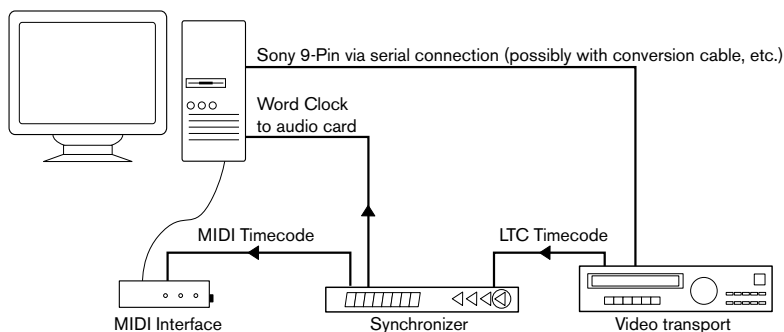 Sony 9-Pin via serial connection (possibly with conversion cable, etc.)
Word Clock
to audio card
MIDI Timecode
LTC Timecode
MIDI Interface
Synchronizer
Video transport